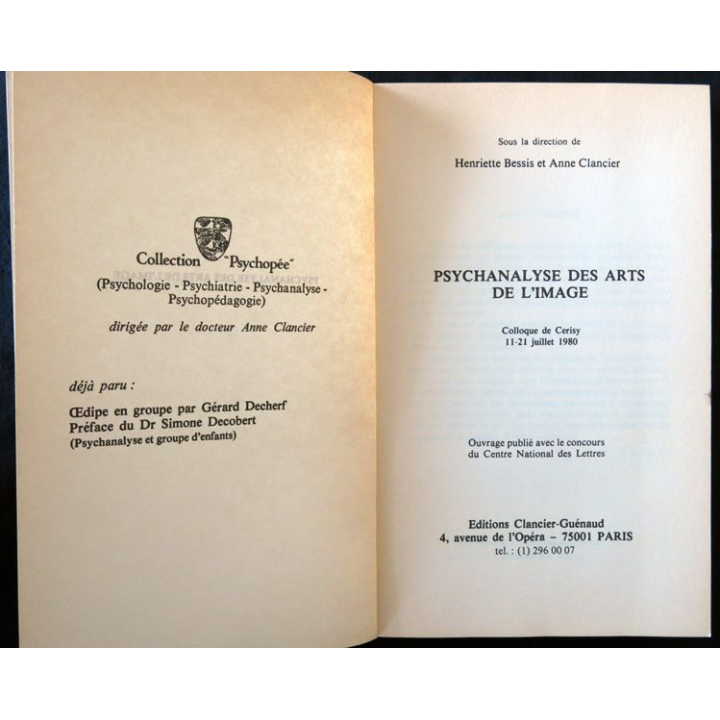 Collection "Psychopée"
(Psychologie - Psychiatrie - Psychanalyse -
Psychopédagogie)
dirigée par le docteur Anne Clancier
déjà paru :
Œdipe en groupe par Gérard Decherf
Préface du Dr Simone Decobert
(Psychanalyse et groupe d'enfants)
Sous la direction de
Henriette Bessis et Anne Clancier
PSYCHANALYSE DES ARTS
DE L'IMAGE
Colloque de Cerisy
11-21 juillet 1980
Ouvrage publié avec le concours
du Centre National des Lettres
Editions Clancier-Guénaud
4, avenue de l'Opéra – 75001 PARIS
tel. : (1) 296 00 07